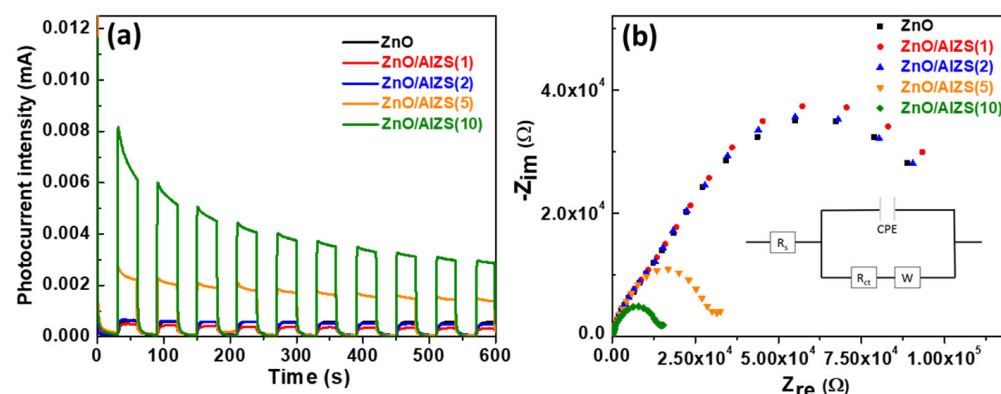 (a)
ZnO
ZnO/AIZS(1)
ZnO/AIZS(2)
ZnO/AIZS(5)
ZnO/AIZS(10)
Photocurrent intensity (mA)
0.012
0.010
0.008
0.006
0.004
0.002
0.000
0 100 200 300 400 500 600
Time (s)
(b)
ZnO
ZnO/AIZS(1)
ZnO/AIZS(2)
ZnO/AIZS(5)
ZnO/AIZS(10)
-Zim (Ω)
4.0x10⁴
2.0x10⁴
0.0
CPE
Rs
Rct W
0.0 2.50x10⁴ 5.00x10⁴ 7.50x10⁴ 1.00x10⁵
Zre (Ω)